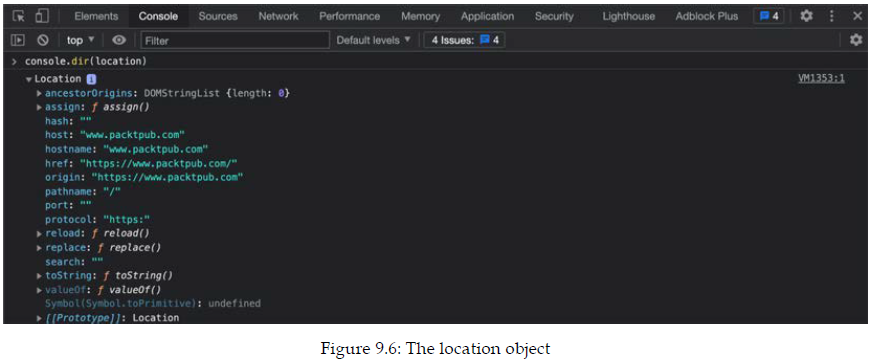 Elements Console Sources Network Performance Memory Application Security Lighthouse Adblock Plus 4
top ▼ Filter Default levels ▼ 4 Issues: 4
> console.dir(location)
▼Location i VM1353:1
▶ancestorOrigins: DOMStringList {length: 0}
▶assign: ƒ assign()
hash: ""
host: "www.packtpub.com"
hostname: "www.packtpub.com"
href: "https://www.packtpub.com/"
origin: "https://www.packtpub.com"
pathname: "/"
port: ""
protocol: "https:"
▶reload: ƒ reload()
▶replace: ƒ replace()
search: ""
▶toString: ƒ toString()
▶valueOf: ƒ valueOf()
Symbol(Symbol.toPrimitive): undefined
▶[[Prototype]]: Location
Figure 9.6: The location object